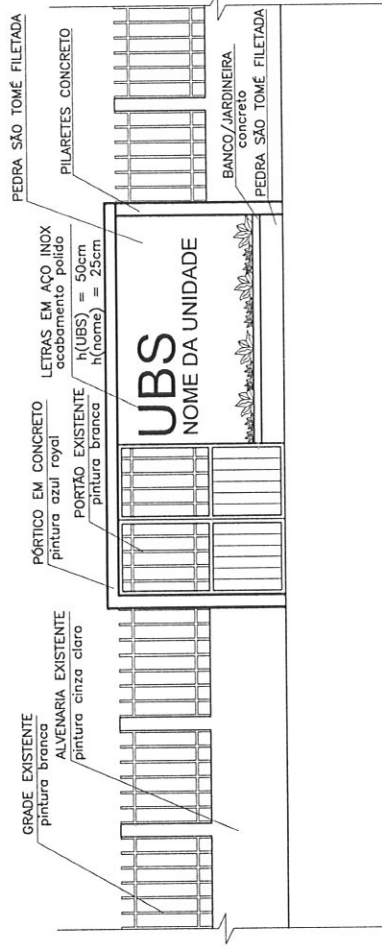 GRADE EXISTENTE
pintura branca
ALVENARIA EXISTENTE
pintura cinza claro
PÓRTICO EM CONCRETO
pintura azul royal
PORTÃO EXISTENTE
pintura branca
LETRAS EM AÇO INOX
acabamento polido
h(UBS) = 50cm
h(nome) = 25cm
UBS
NOME DA UNIDADE
PEDRA SÃO TOMÉ FILETADA
PILARETES CONCRETO
BANCO/JARDINEIRA
concreto
PEDRA SÃO TOMÉ FILETADA